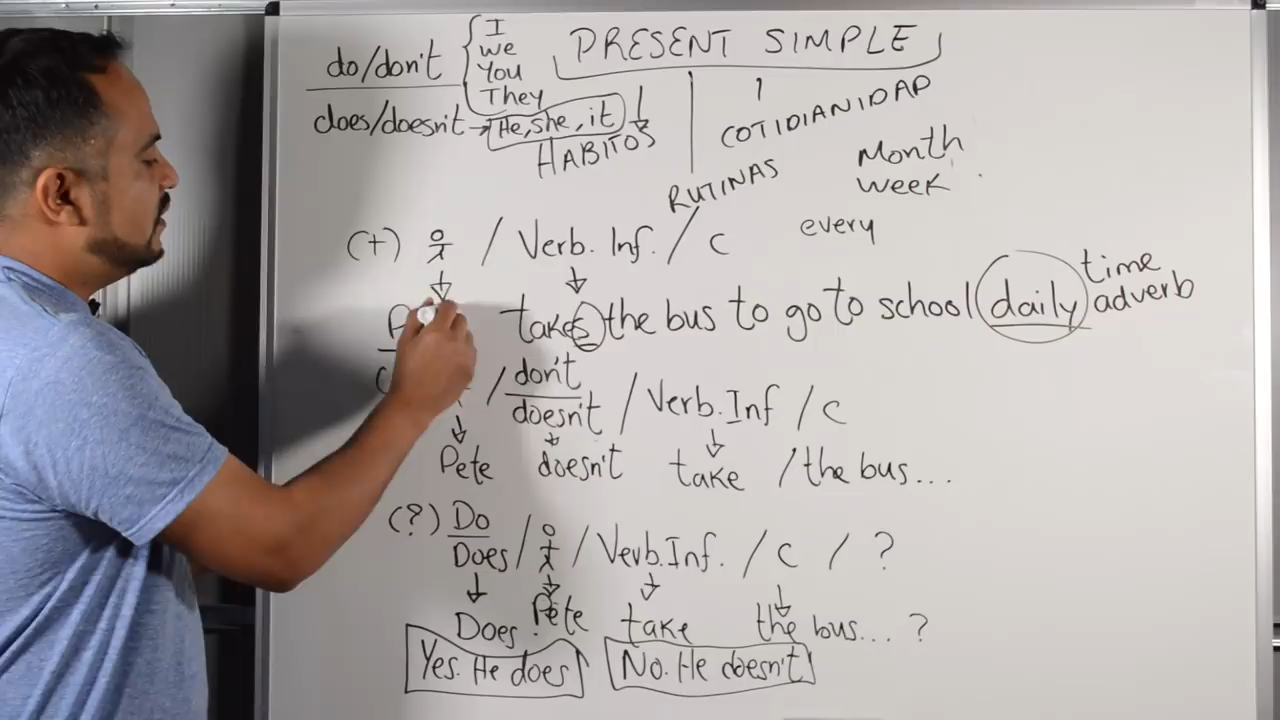 do/don't { I we You They
PRESENT SIMPLE
does/doesn't → He, she, it
HABITOS
COTIDIANIDAP
RUTINAS
Month
week
every
(+) / Verb. Inf. / C
takes the bus to go to school daily time adverb
/ don't / doesn't / Verb. Inf / C
Pete doesn't take / the bus...
(?) Do / Does / / Verb. Inf. / C / ?
Does Pete take the bus... ?
Yes. He does No. He doesn't